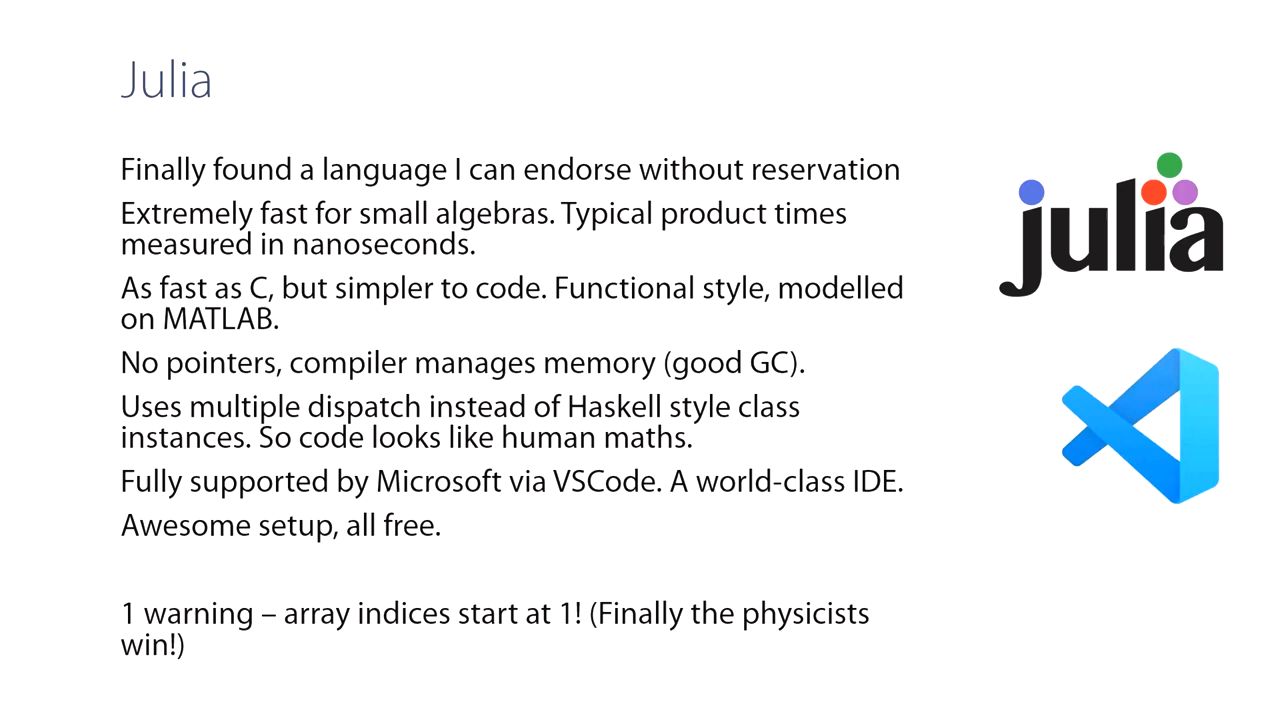 Julia
Finally found a language I can endorse without reservation
Extremely fast for small algebras. Typical product times
measured in nanoseconds.
As fast as C, but simpler to code. Functional style, modelled
on MATLAB.
No pointers, compiler manages memory (good GC).
Uses multiple dispatch instead of Haskell style class
instances. So code looks like human maths.
Fully supported by Microsoft via VSCode. A world-class IDE.
Awesome setup, all free.
1 warning – array indices start at 1! (Finally the physicists
win!)
julia